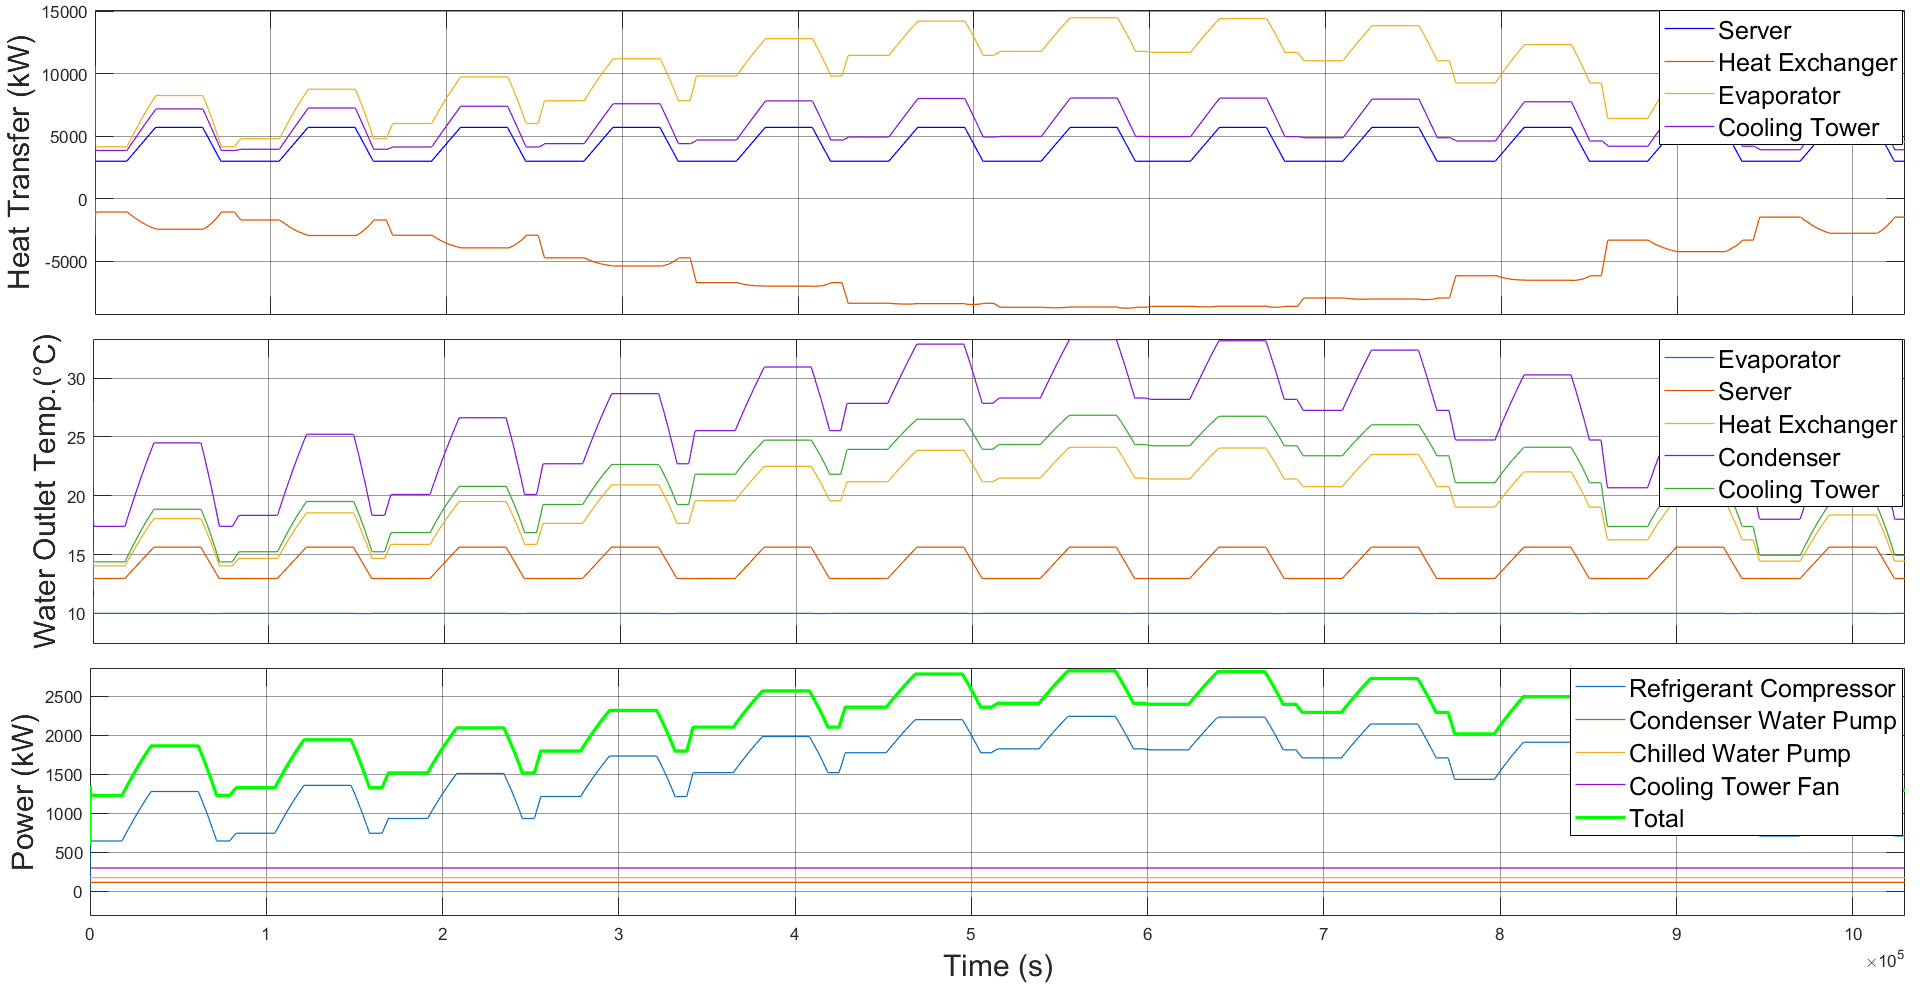 15000
10000
5000
0
-5000
Heat Transfer (kW)
Server
Heat Exchanger
Evaporator
Cooling Tower
30
25
20
15
10
Water Outlet Temp.(°C)
Evaporator
Server
Heat Exchanger
Condenser
Cooling Tower
2500
2000
1500
1000
500
0
Power (kW)
Refrigerant Compressor
Condenser Water Pump
Chilled Water Pump
Cooling Tower Fan
Total
0 1 2 3 4 5 6 7 8 9 10
×10⁵
Time (s)